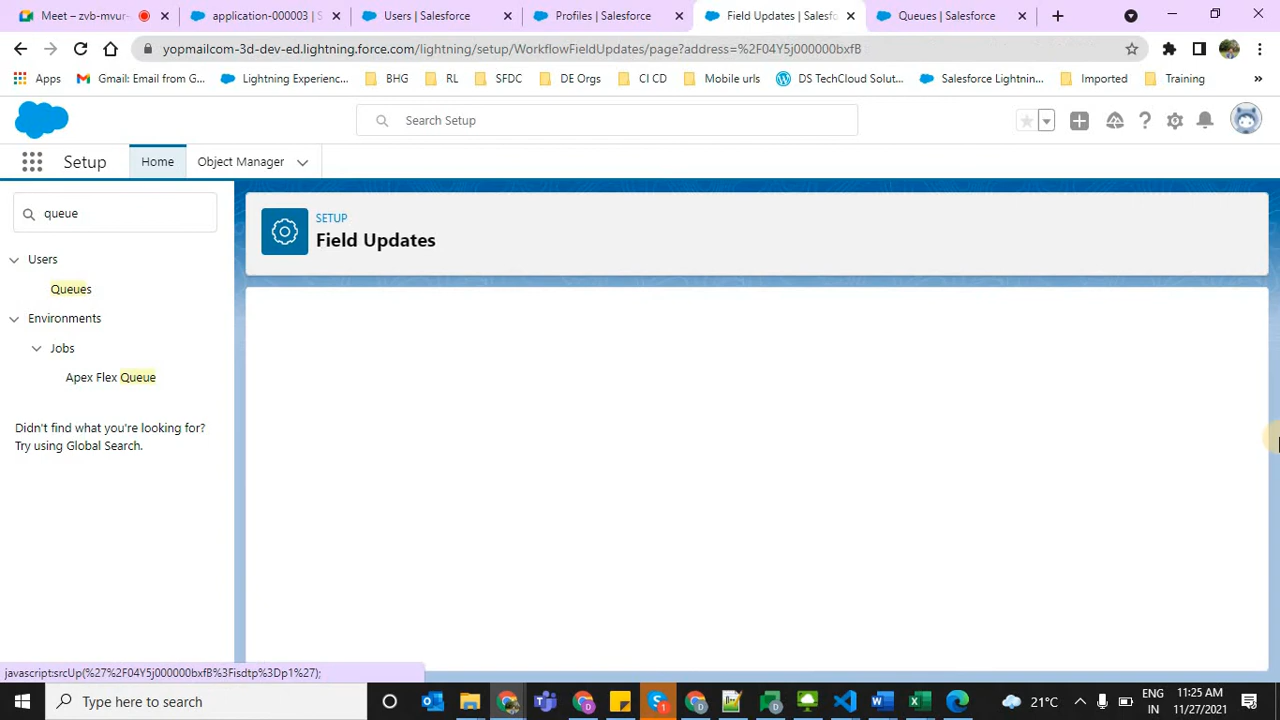 Meet – zvb-mvur-
application-000003 | S
Users | Salesforce
Profiles | Salesforce
Field Updates | Salesf
Queues | Salesforce
yopmailcom-3d-dev-ed.lightning.force.com/lightning/setup/WorkflowFieldUpdates/page?address=%2F04Y5j000000bxfB
Apps
Gmail: Email from G...
Lightning Experienc...
BHG
RL
SFDC
DE Orgs
CI CD
Mobile urls
DS TechCloud Solut...
Salesforce Lightnin...
Imported
Training
»
Search Setup
Setup
Home
Object Manager
queue
SETUP
Field Updates
Users
Queues
Environments
Jobs
Apex Flex Queue
Didn't find what you're looking for?
Try using Global Search.
javascript:srcUp(%27%2F04Y5j000000bxfB%3Fisdtp%3Dp1%27);
Type here to search
1
21°C
ENG
IN
11:25 AM
11/27/2021